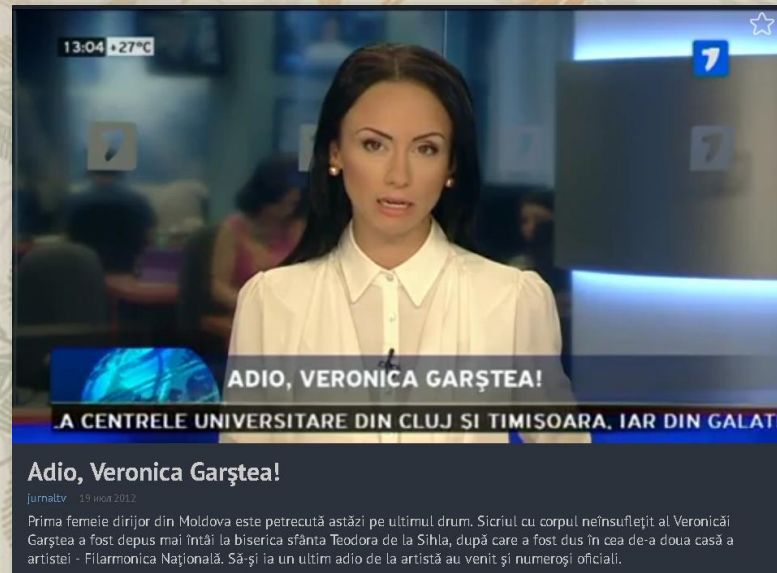 13:04 +27°C
ADIO, VERONICA GARŞTEA!
.A CENTRELE UNIVERSITARE DIN CLUJ ŞI TIMIŞOARA, IAR DIN GALAT
Adio, Veronica Garştea!
jurnaltv 19 июл 2012
Prima femeie dirijor din Moldova este petrecută astăzi pe ultimul drum. Sicriul cu corpul neînsufleţit al Veronicăi
Garştea a fost depus mai întâi la biserica sfânta Teodora de la Sihla, după care a fost dus în cea de-a doua casă a
artistei - Filarmonica Naţională. Să-şi ia un ultim adio de la artistă au venit şi numeroşi oficiali.